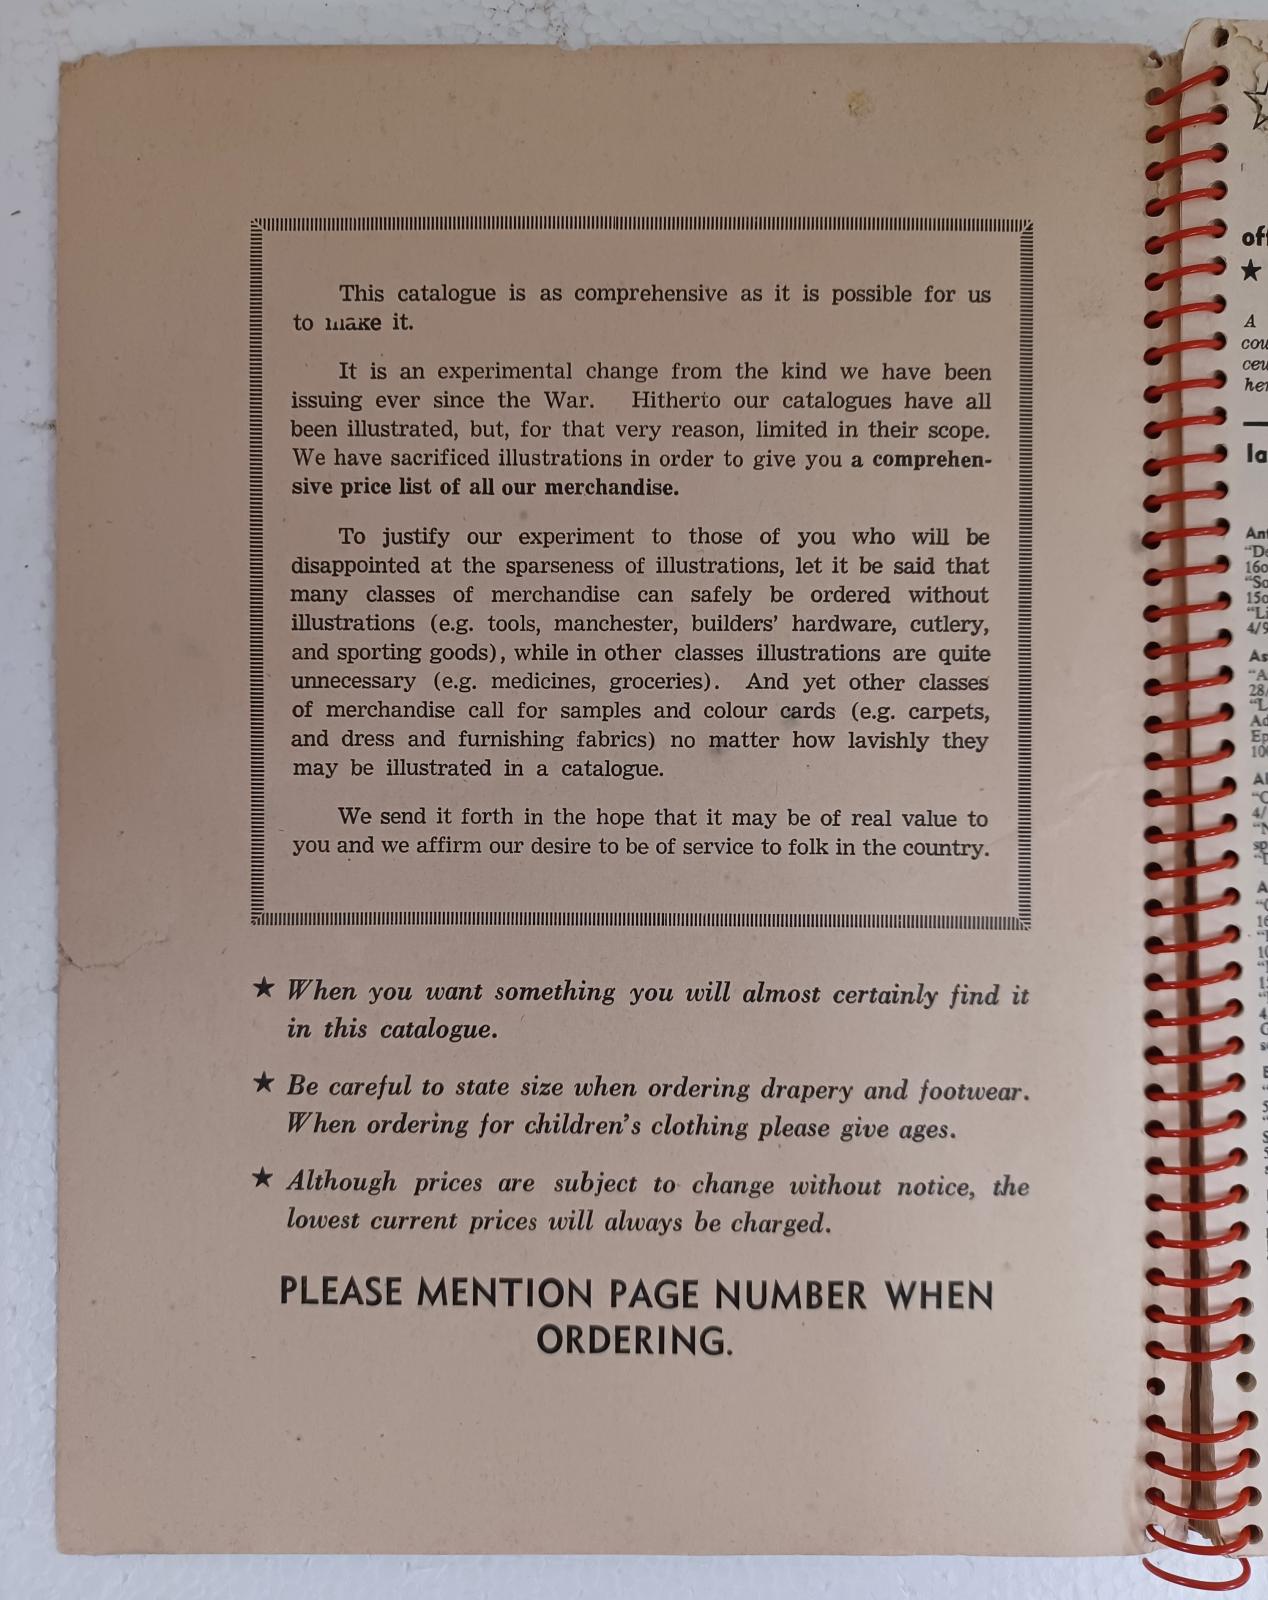 This catalogue is as comprehensive as it is possible for us
to make it.
It is an experimental change from the kind we have been
issuing ever since the War. Hitherto our catalogues have all
been illustrated, but, for that very reason, limited in their scope.
We have sacrificed illustrations in order to give you a comprehen-
sive price list of all our merchandise.
To justify our experiment to those of you who will be
disappointed at the sparseness of illustrations, let it be said that
many classes of merchandise can safely be ordered without
illustrations (e.g. tools, manchester, builders' hardware, cutlery,
and sporting goods), while in other classes illustrations are quite
unnecessary (e.g. medicines, groceries). And yet other classes
of merchandise call for samples and colour cards (e.g. carpets,
and dress and furnishing fabrics) no matter how lavishly they
may be illustrated in a catalogue.
We send it forth in the hope that it may be of real value to
you and we affirm our desire to be of service to folk in the country.
★ When you want something you will almost certainly find it
in this catalogue.
★ Be careful to state size when ordering drapery and footwear.
When ordering for children's clothing please give ages.
★ Although prices are subject to change without notice, the
lowest current prices will always be charged.
PLEASE MENTION PAGE NUMBER WHEN
ORDERING.
★
A
4/9